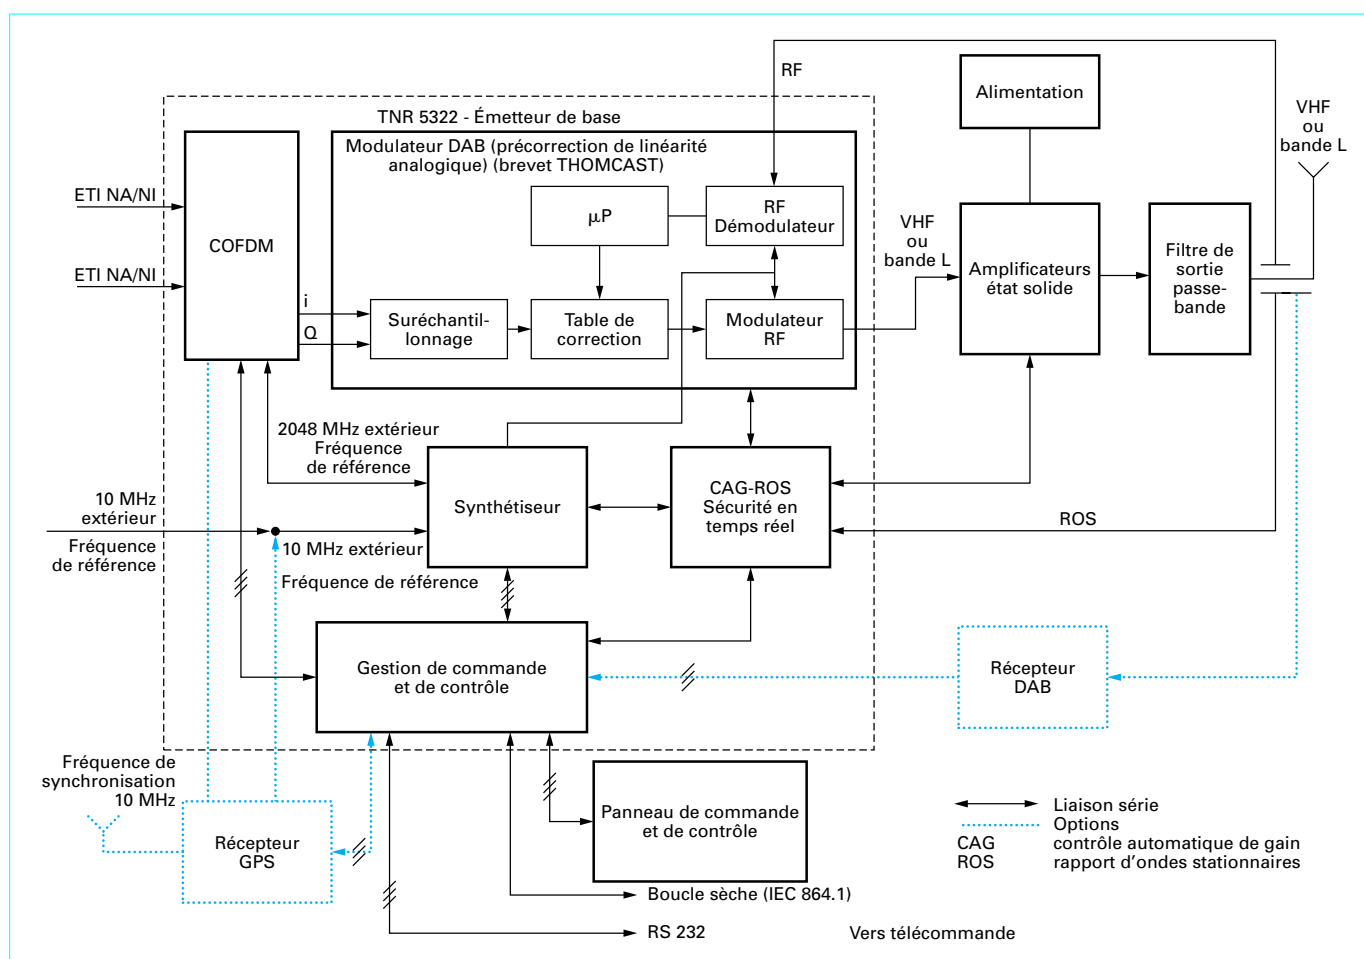 RF
Alimentation
VHF
ou
bande L
TNR 5322 - Émetteur de base
Modulateur DAB (précorrection de linéarité
analogique) (brevet THOMCAST)
ETI NA/NI
COFDM
ETI NA/NI
µP
RF
Démodulateur
VHF
ou
bande L
Amplificateurs
état solide
Filtre de
sortie
passe-
bande
i
Q
Suréchantil-
lonnage
Table de
correction
Modulateur
RF
2048 MHz extérieur
Fréquence
de référence
Synthétiseur
CAG-ROS
Sécurité en
temps réel
ROS
10 MHz
extérieur
Fréquence
de référence
10 MHz extérieur
Fréquence de référence
Gestion de commande
et de contrôle
Récepteur
DAB
Fréquence de
synchronisation
10 MHz
Récepteur
GPS
Panneau de commande
et de contrôle
Boucle sèche (IEC 864.1)
RS 232
Vers télécommande
Liaison série
Options
CAG contrôle automatique de gain
ROS rapport d'ondes stationnaires